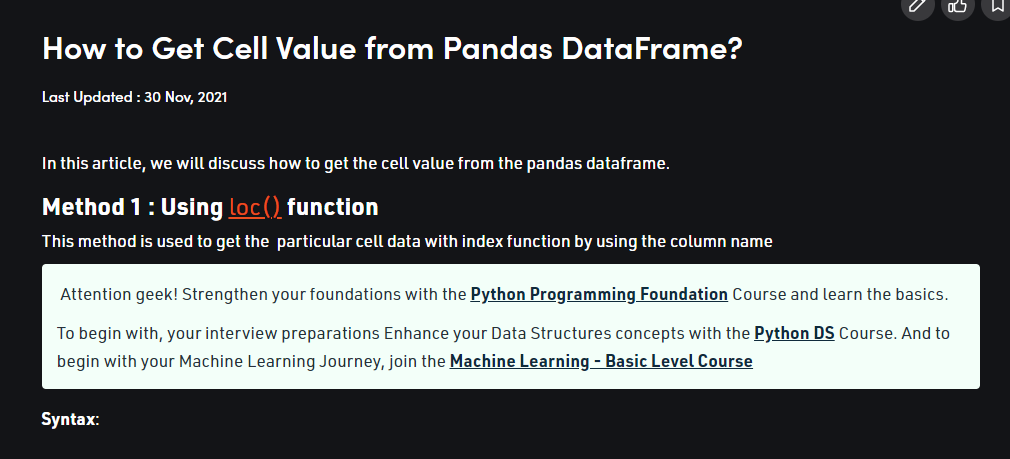 How to Get Cell Value from Pandas DataFrame?
Last Updated : 30 Nov, 2021
In this article, we will discuss how to get the cell value from the pandas dataframe.
Method 1 : Using loc() function
This method is used to get the  particular cell data with index function by using the column name
Attention geek! Strengthen your foundations with the Python Programming Foundation Course and learn the basics.
To begin with, your interview preparations Enhance your Data Structures concepts with the Python DS Course. And to
begin with your Machine Learning Journey, join the Machine Learning - Basic Level Course
Syntax: